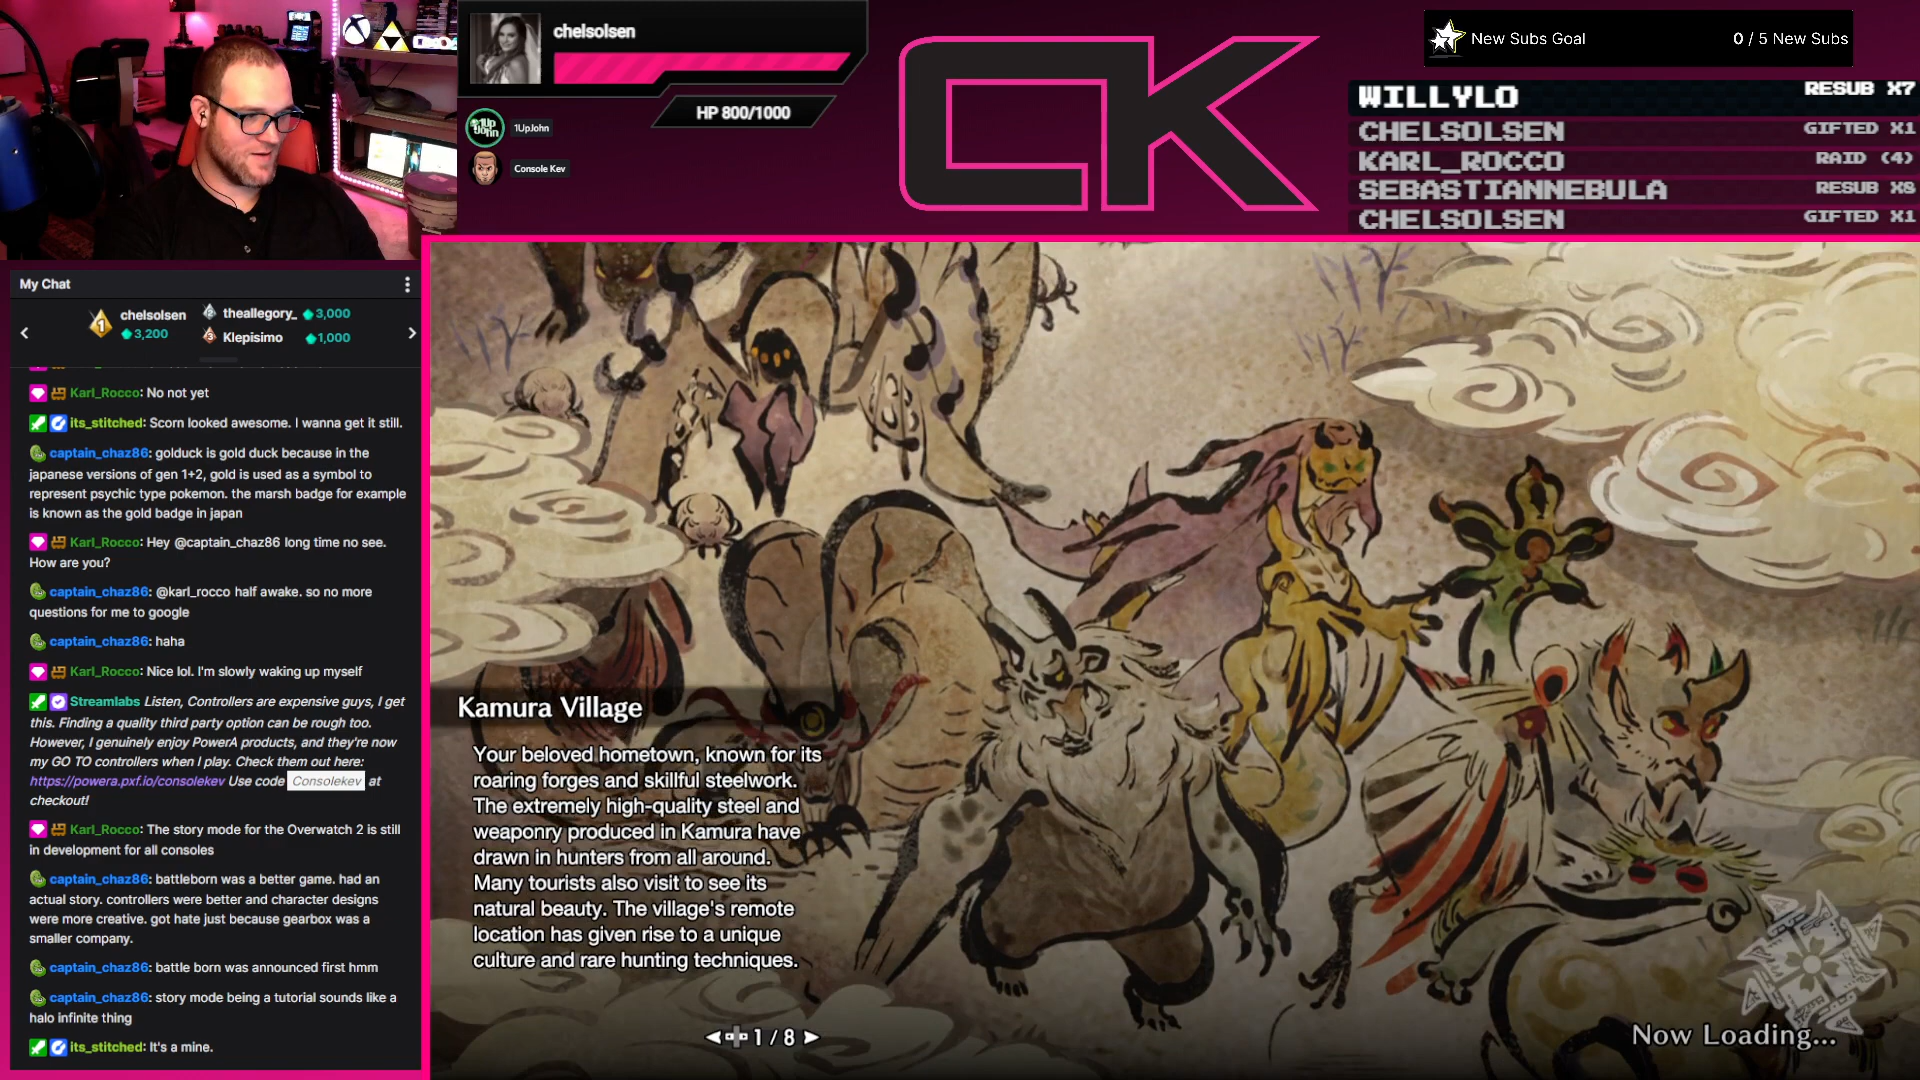 chelsolsen
HP 800/1000
1UpJohn
Console Kev
CK
New Subs Goal
0 / 5 New Subs
WILLYLO RESUB X7
CHELSOLSEN GIFTED X1
KARL_ROCCO RAID (4)
SEBASTIANNEBULA RESUB X8
CHELSOLSEN GIFTED X1
My Chat
1 chelsolsen 3,200
theallegory_ 3,000
Klepisimo 1,000
Karl_Rocco: No not yet
its_stitched: Scorn looked awesome. I wanna get it still.
captain_chaz86: golduck is gold duck because in the
japanese versions of gen 1+2, gold is used as a symbol to
represent psychic type pokemon. the marsh badge for example
is known as the gold badge in japan
Karl_Rocco: Hey @captain_chaz86 long time no see.
How are you?
captain_chaz86: @karl_rocco half awake. so no more
questions for me to google
captain_chaz86: haha
Karl_Rocco: Nice lol. I'm slowly waking up myself
Streamlabs Listen, Controllers are expensive guys, I get
this. Finding a quality third party option can be rough too.
However, I genuinely enjoy PowerA products, and they're now
my GO TO controllers when I play. Check them out here:
https://powera.pxf.io/consolekev Use code Consolekev at
checkout!
Karl_Rocco: The story mode for the Overwatch 2 is still
in development for all consoles
captain_chaz86: battleborn was a better game. had an
actual story. controllers were better and character designs
were more creative. got hate just because gearbox was a
smaller company.
captain_chaz86: battle born was announced first hmm
captain_chaz86: story mode being a tutorial sounds like a
halo infinite thing
its_stitched: It's a mine.
Kamura Village
Your beloved hometown, known for its
roaring forges and skillful steelwork.
The extremely high-quality steel and
weaponry produced in Kamura have
drawn in hunters from all around.
Many tourists also visit to see its
natural beauty. The village's remote
location has given rise to a unique
culture and rare hunting techniques.
1 / 8
Now Loading...